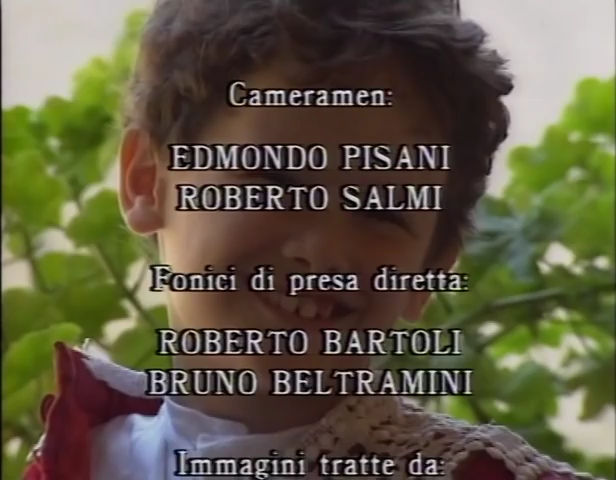 Cameramen:
EDMONDO PISANI
ROBERTO SALMI
Fonici di presa diretta:
ROBERTO BARTOLI
BRUNO BELTRAMINI
Immagini tratte da: